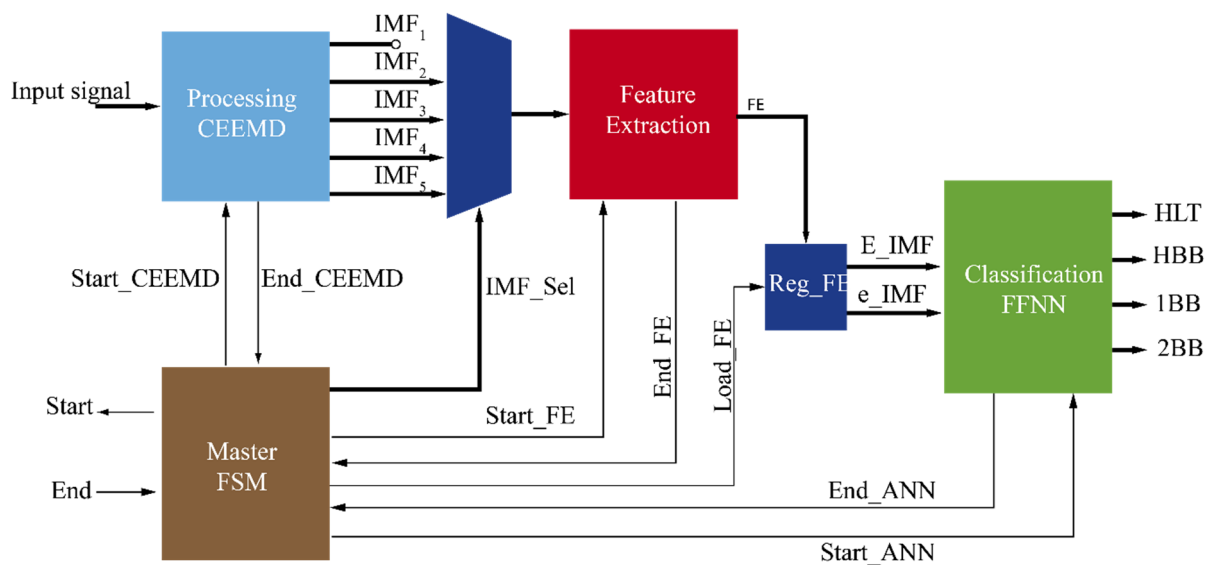 IMF1
IMF2
Input signal
Processing
CEEMD
IMF3
IMF4
IMF5
Feature
Extraction
FE
Start_CEEMD
End_CEEMD
IMF_Sel
Reg_FE
E_IMF
e_IMF
Classification
FFNN
HLT
HBB
1BB
2BB
Start
End
Master
FSM
Start_FE
End_FE
Load_FE
End_ANN
Start_ANN